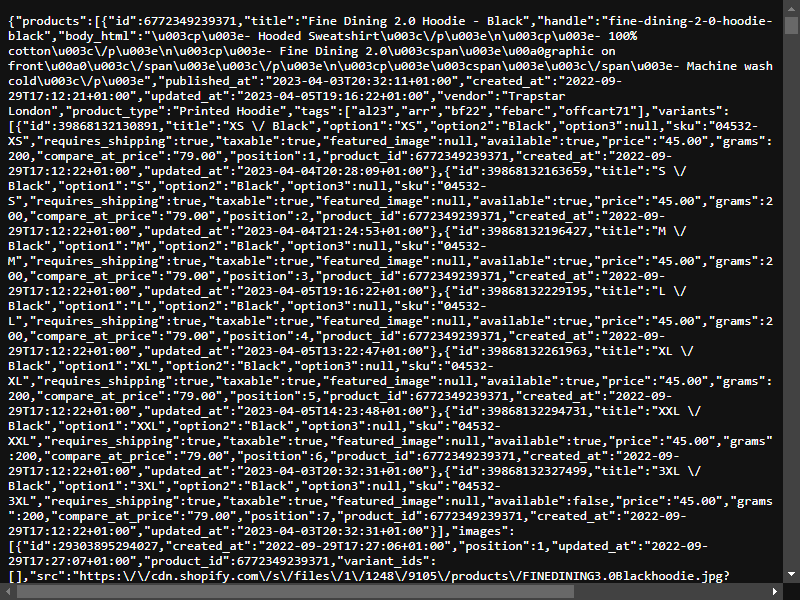 {"products":[{"id":6772349239371,"title":"Fine Dining 2.0 Hoodie - Black","handle":"fine-dining-2-0-hoodie-
black","body_html":"\u003cp\u003e- Hooded Sweatshirt\u003c\/p\u003e\n\u003cp\u003e- 100%
cotton\u003c\/p\u003e\n\u003cp\u003e- Fine Dining 2.0\u003cspan\u003e\u00a0graphic on
front\u00a0\u003c\/span\u003e\u003c\/p\u003e\n\u003cp\u003e\u003cspan\u003e\u003c\/span\u003e- Machine wash
cold\u003c\/p\u003e","published_at":"2023-04-03T20:32:11+01:00","created_at":"2022-09-
29T17:12:21+01:00","updated_at":"2023-04-05T19:16:22+01:00","vendor":"Trapstar
London","product_type":"Printed Hoodie","tags":["al23","arr","bf22","febarc","offcart71"],"variants":
[{"id":39868132130891,"title":"XS \/ Black","option1":"XS","option2":"Black","option3":null,"sku":"04532-
XS","requires_shipping":true,"taxable":true,"featured_image":null,"available":true,"price":"45.00","grams":
200,"compare_at_price":"79.00","position":1,"product_id":6772349239371,"created_at":"2022-09-
29T17:12:22+01:00","updated_at":"2023-04-04T20:28:09+01:00"},{"id":39868132163659,"title":"S \/
Black","option1":"S","option2":"Black","option3":null,"sku":"04532-
S","requires_shipping":true,"taxable":true,"featured_image":null,"available":true,"price":"45.00","grams":2
00,"compare_at_price":"79.00","position":2,"product_id":6772349239371,"created_at":"2022-09-
29T17:12:22+01:00","updated_at":"2023-04-04T21:24:53+01:00"},{"id":39868132196427,"title":"M \/
Black","option1":"M","option2":"Black","option3":null,"sku":"04532-
M","requires_shipping":true,"taxable":true,"featured_image":null,"available":true,"price":"45.00","grams":2
00,"compare_at_price":"79.00","position":3,"product_id":6772349239371,"created_at":"2022-09-
29T17:12:22+01:00","updated_at":"2023-04-05T19:16:22+01:00"},{"id":39868132229195,"title":"L \/
Black","option1":"L","option2":"Black","option3":null,"sku":"04532-
L","requires_shipping":true,"taxable":true,"featured_image":null,"available":true,"price":"45.00","grams":2
00,"compare_at_price":"79.00","position":4,"product_id":6772349239371,"created_at":"2022-09-
29T17:12:22+01:00","updated_at":"2023-04-05T13:22:47+01:00"},{"id":39868132261963,"title":"XL \/
Black","option1":"XL","option2":"Black","option3":null,"sku":"04532-
XL","requires_shipping":true,"taxable":true,"featured_image":null,"available":true,"price":"45.00","grams":
200,"compare_at_price":"79.00","position":5,"product_id":6772349239371,"created_at":"2022-09-
29T17:12:22+01:00","updated_at":"2023-04-05T14:23:48+01:00"},{"id":39868132294731,"title":"XXL \/
Black","option1":"XXL","option2":"Black","option3":null,"sku":"04532-
XXL","requires_shipping":true,"taxable":true,"featured_image":null,"available":true,"price":"45.00","grams"
:200,"compare_at_price":"79.00","position":6,"product_id":6772349239371,"created_at":"2022-09-
29T17:12:22+01:00","updated_at":"2023-04-03T20:32:31+01:00"},{"id":39868132327499,"title":"3XL \/
Black","option1":"3XL","option2":"Black","option3":null,"sku":"04532-
3XL","requires_shipping":true,"taxable":true,"featured_image":null,"available":false,"price":"45.00","grams
":200,"compare_at_price":"79.00","position":7,"product_id":6772349239371,"created_at":"2022-09-
29T17:12:22+01:00","updated_at":"2023-04-03T20:32:31+01:00"}],"images":
[{"id":29303895294027,"created_at":"2022-09-29T17:27:06+01:00","position":1,"updated_at":"2022-09-
29T17:27:07+01:00","product_id":6772349239371,"variant_ids":
[],"src":"https:\/\/cdn.shopify.com\/s\/files\/1\/1248\/9105\/products\/FINEDINING3.0Blackhoodie.jpg?